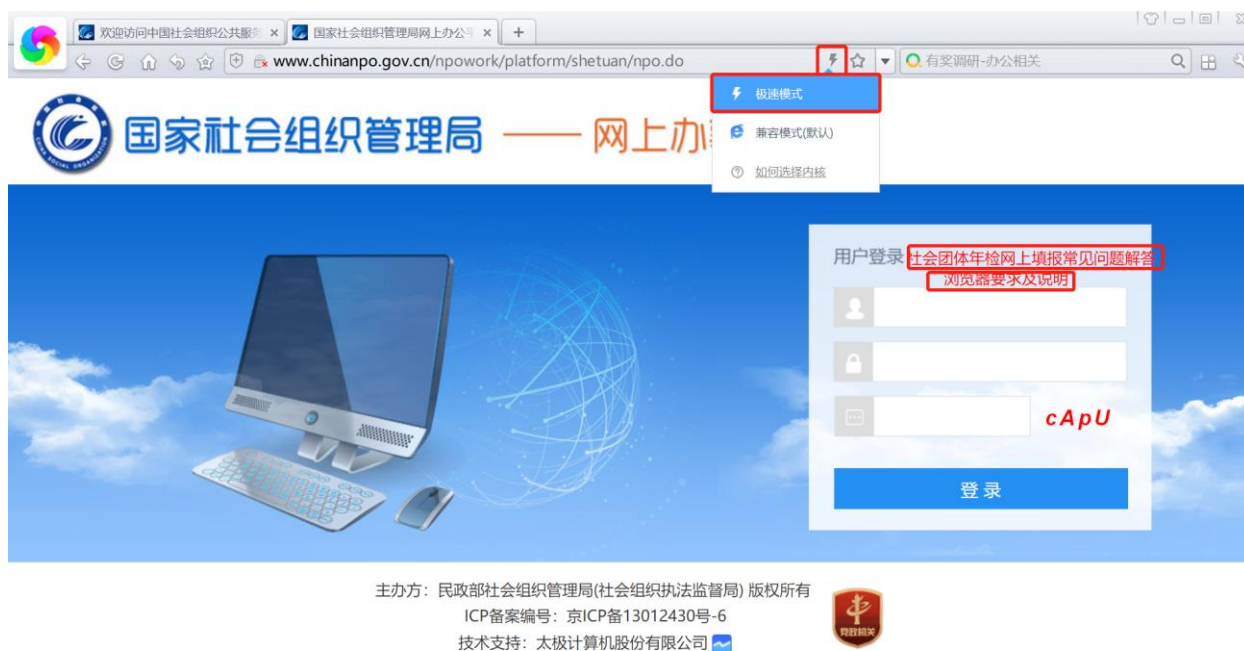 欢迎访问中国社会组织公共服务
国家社会组织管理局网上办公
www.chinanpo.gov.cn/npowork/platform/shetuan/npo.do
有奖调研-办公相关
极速模式
兼容模式(默认)
如何选择内核
国家社会组织管理局 —— 网上办
用户登录
社会团体年检网上填报常见问题解答
浏览器要求及说明
cApU
登录
主办方：民政部社会组织管理局(社会组织执法监督局) 版权所有
ICP备案编号：京ICP备13012430号-6
技术支持：太极计算机股份有限公司
党政机关